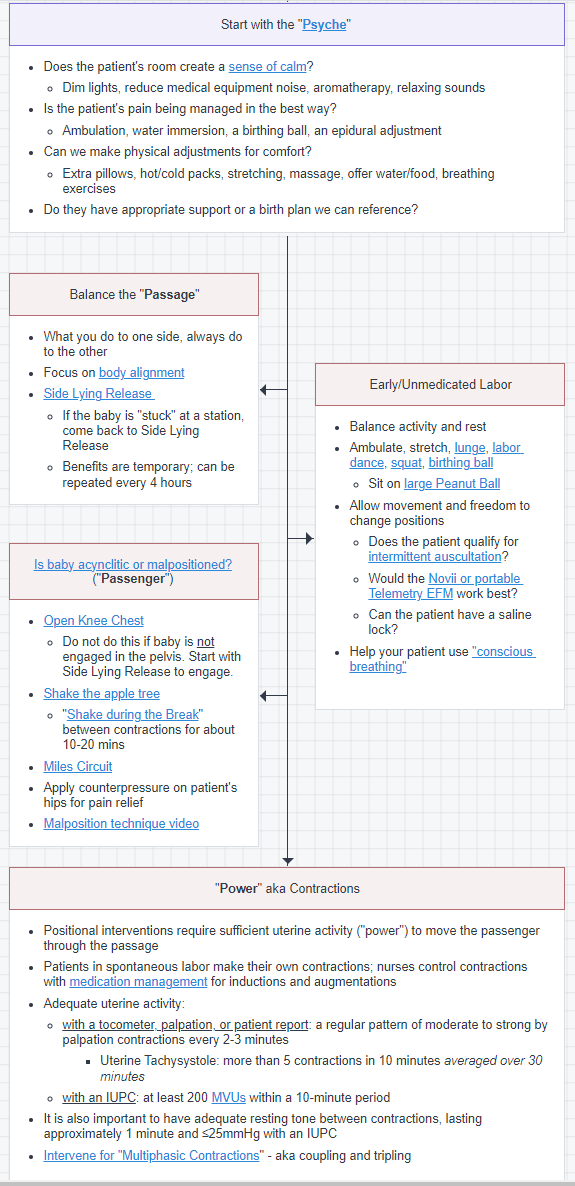 Start with the "Psyche"
Does the patient's room create a sense of calm?
Dim lights, reduce medical equipment noise, aromatherapy, relaxing sounds
Is the patient's pain being managed in the best way?
Ambulation, water immersion, a birthing ball, an epidural adjustment
Can we make physical adjustments for comfort?
Extra pillows, hot/cold packs, stretching, massage, offer water/food, breathing
exercises
Do they have appropriate support or a birth plan we can reference?
Balance the "Passage"
What you do to one side, always do
to the other
Focus on body alignment
Side Lying Release
If the baby is "stuck" at a station,
come back to Side Lying
Release
Benefits are temporary; can be
repeated every 4 hours
Early/Unmedicated Labor
Balance activity and rest
Ambulate, stretch, lunge, labor
dance, squat, birthing ball
Sit on large Peanut Ball
Allow movement and freedom to
change positions
Does the patient qualify for
intermittent auscultation?
Would the Novii or portable
Telemetry EFM work best?
Can the patient have a saline
lock?
Help your patient use "conscious
breathing"
Is baby acynclitic or malpositioned?
("Passenger")
Open Knee Chest
Do not do this if baby is not
engaged in the pelvis. Start with
Side Lying Release to engage.
Shake the apple tree
"Shake during the Break"
between contractions for about
10-20 mins
Miles Circuit
Apply counterpressure on patient's
hips for pain relief
Malposition technique video
"Power" aka Contractions
Positional interventions require sufficient uterine activity ("power") to move the passenger
through the passage
Patients in spontaneous labor make their own contractions; nurses control contractions
with medication management for inductions and augmentations
Adequate uterine activity:
with a tocometer, palpation, or patient report: a regular pattern of moderate to strong by
palpation contractions every 2-3 minutes
Uterine Tachysystole: more than 5 contractions in 10 minutes averaged over 30
minutes
with an IUPC: at least 200 MVUs within a 10-minute period
It is also important to have adequate resting tone between contractions, lasting
approximately 1 minute and ≤25mmHg with an IUPC
Intervene for "Multiphasic Contractions" - aka coupling and tripling